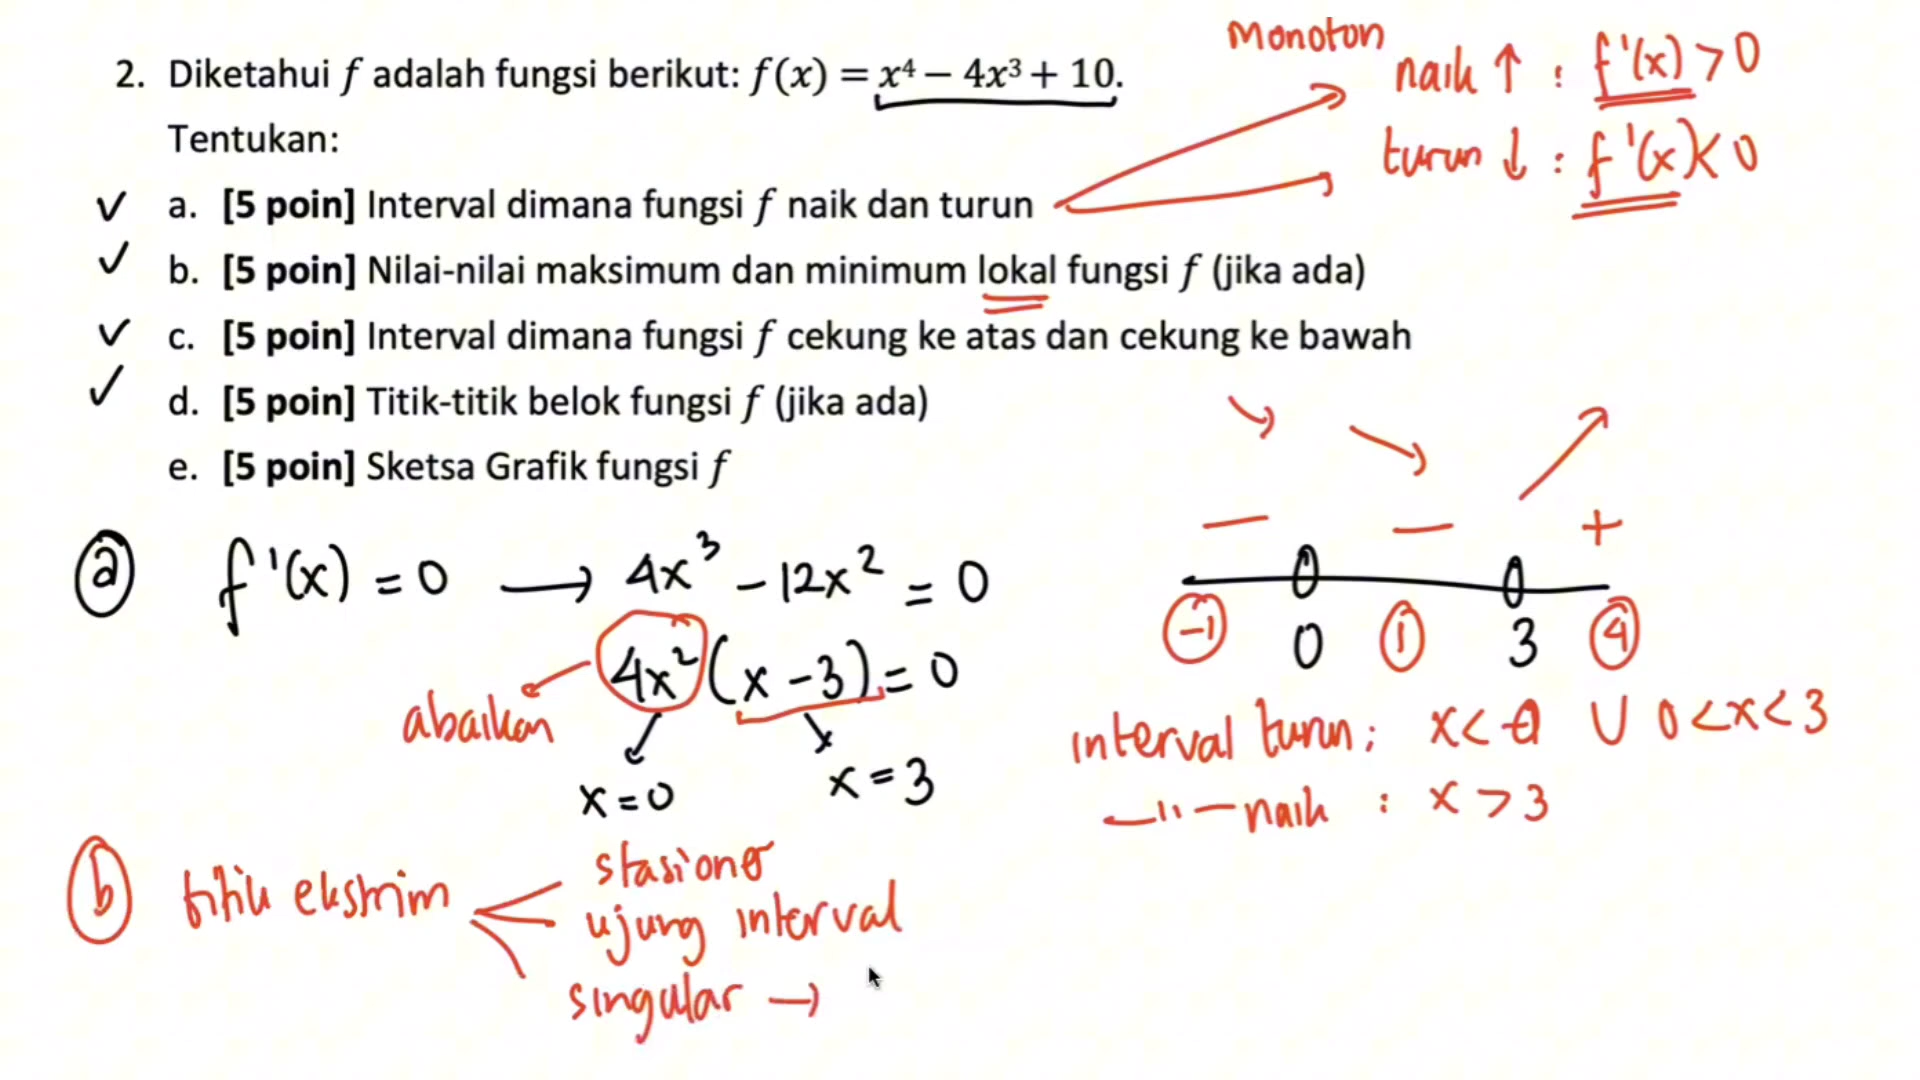 Monoton
naik ↑ : f'(x) > 0
turun ↓ : f'(x) < 0
2. Diketahui f adalah fungsi berikut: f(x) = x⁴ – 4x³ + 10.
Tentukan:
✓ a. [5 poin] Interval dimana fungsi f naik dan turun
✓ b. [5 poin] Nilai-nilai maksimum dan minimum lokal fungsi f (jika ada)
✓ c. [5 poin] Interval dimana fungsi f cekung ke atas dan cekung ke bawah
✓ d. [5 poin] Titik-titik belok fungsi f (jika ada)
e. [5 poin] Sketsa Grafik fungsi f
a f'(x) = 0 → 4x³ – 12x² = 0
4x² (x – 3) = 0
abaikan
x = 0 x = 3
– – +
-1 0 1 3 4
interval turun : x < 0 ∪ 0 < x < 3
—"— naik : x > 3
b titik ekstrim
stasioner
ujung interval
singular →